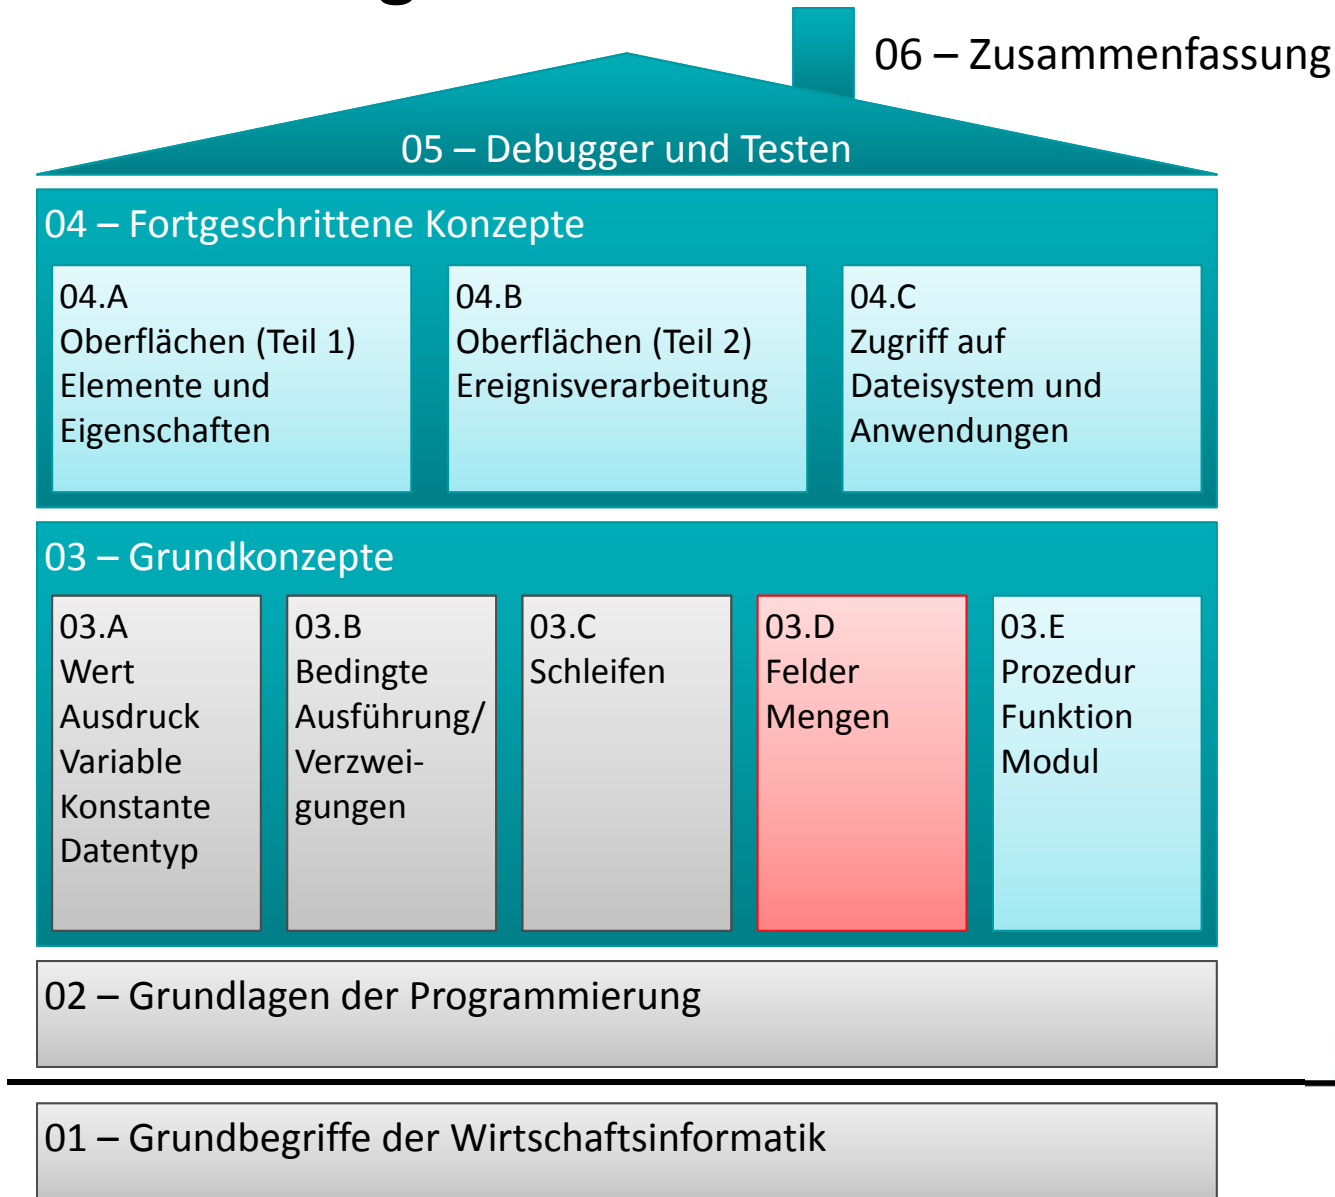 06 – Zusammenfassung
05 – Debugger und Testen
04 – Fortgeschrittene Konzepte
04.A
Oberflächen (Teil 1)
Elemente und
Eigenschaften
04.B
Oberflächen (Teil 2)
Ereignisverarbeitung
04.C
Zugriff auf
Dateisystem und
Anwendungen
03 – Grundkonzepte
03.A
Wert
Ausdruck
Variable
Konstante
Datentyp
03.B
Bedingte
Ausführung/
Verzwei-
gungen
03.C
Schleifen
03.D
Felder
Mengen
03.E
Prozedur
Funktion
Modul
02 – Grundlagen der Programmierung
01 – Grundbegriffe der Wirtschaftsinformatik